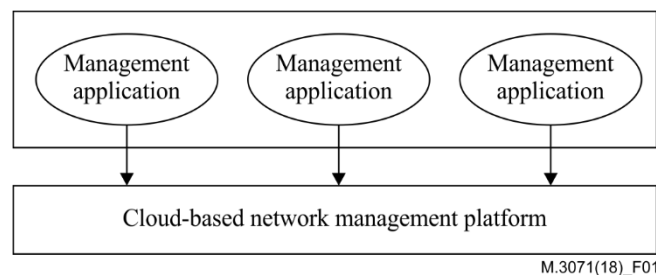 Management
application
Management
application
Management
application
Cloud-based network management platform
M.3071(18)_F01